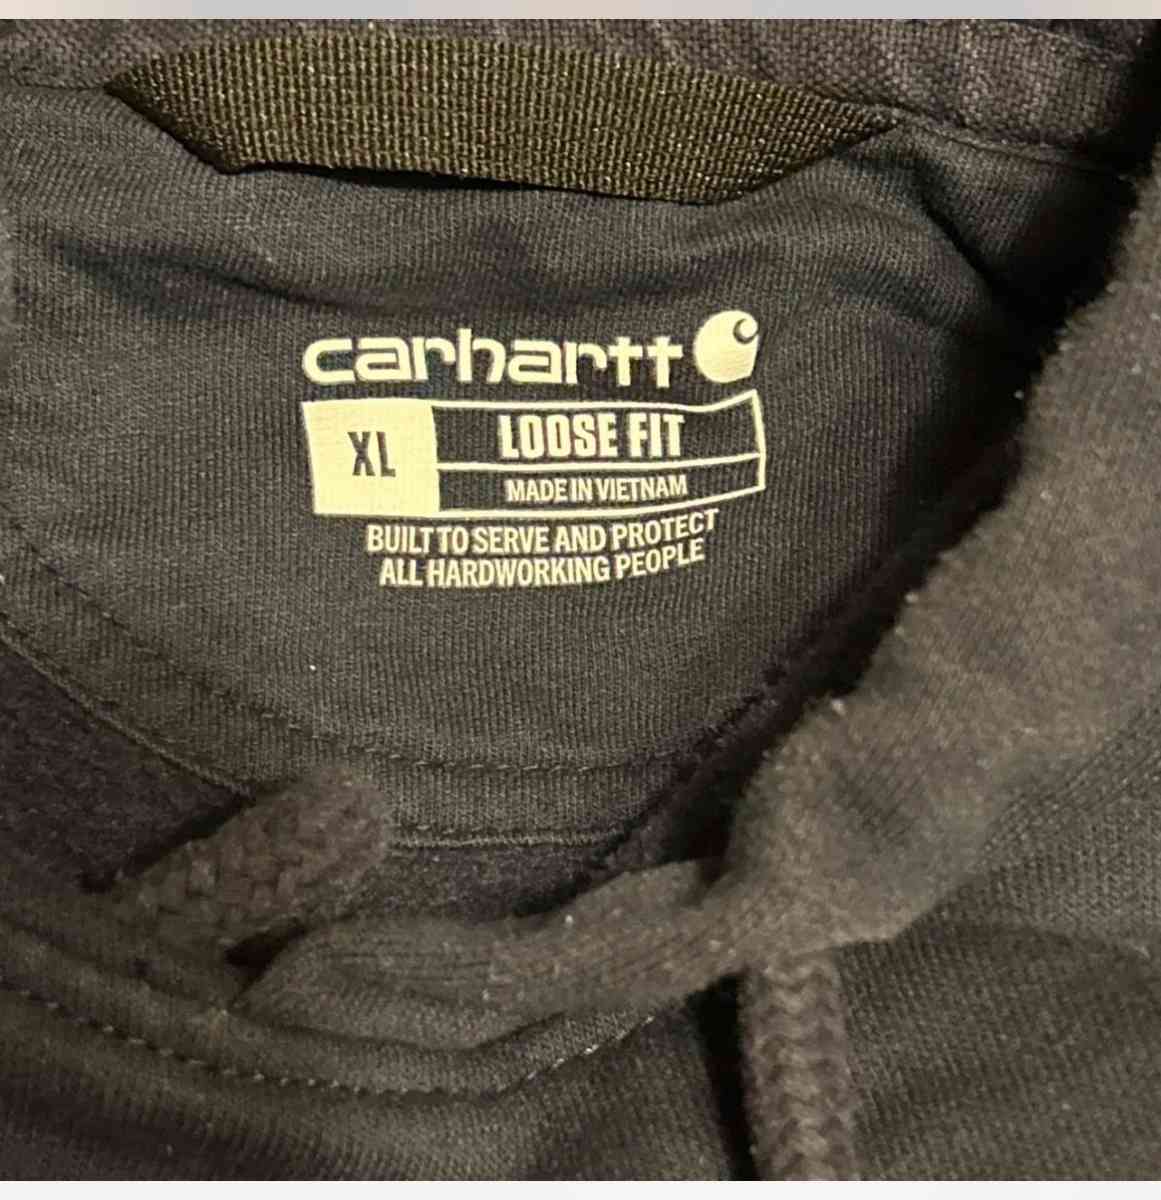 carhartt
XL
LOOSE FIT
MADE IN VIETNAM
BUILT TO SERVE AND PROTECT
ALL HARDWORKING PEOPLE